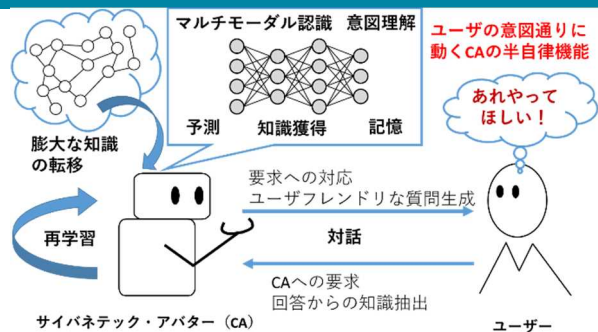 マルチモーダル認識 意図理解
予測 知識獲得 記憶
ユーザの意図通りに
動くCAの半自律機能
あれやって
ほしい！
膨大な知識
の転移
再学習
要求への対応
ユーザフレンドリな質問生成
対話
CAへの要求
回答からの知識抽出
サイバネテック・アバター（CA）
ユーザー